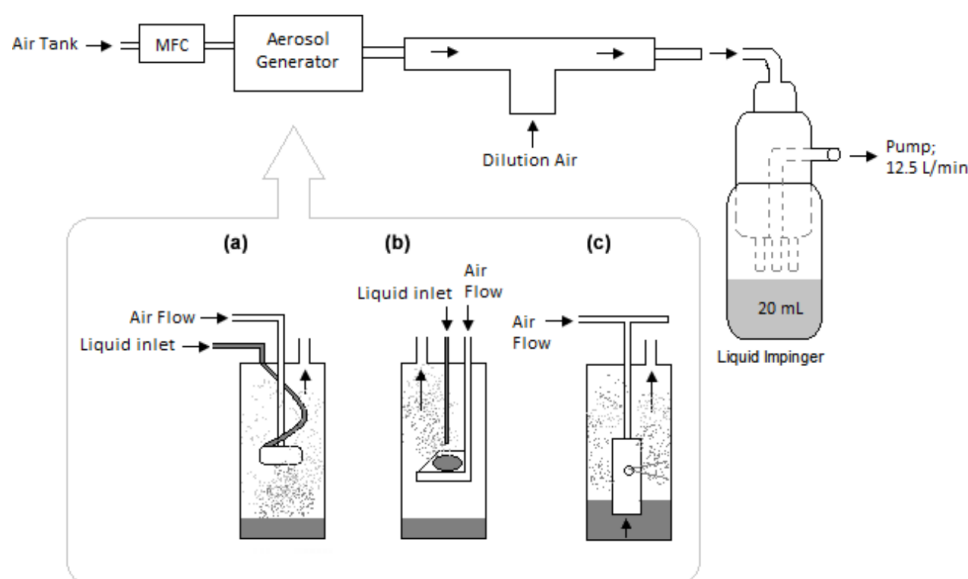 Air Tank
MFC
Aerosol
Generator
Dilution Air
Pump;
12.5 L/min
20 mL
Liquid Impinger
(a)
Air Flow
Liquid inlet
(b)
Liquid inlet
Air
Flow
(c)
Air
Flow